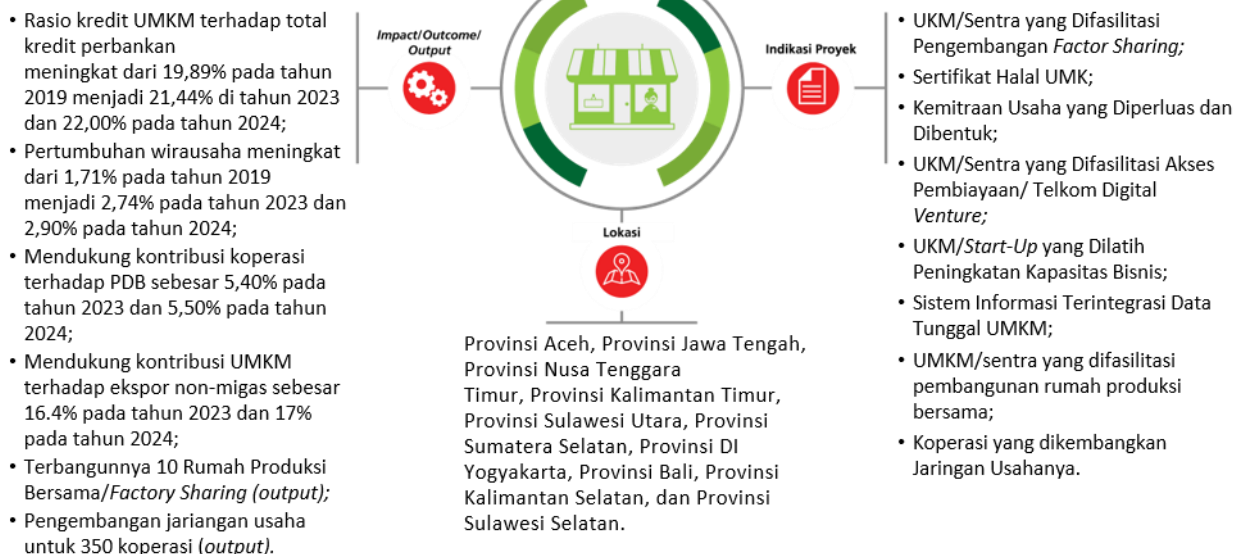 • Rasio kredit UMKM terhadap total
kredit perbankan
meningkat dari 19,89% pada tahun
2019 menjadi 21,44% di tahun 2023
dan 22,00% pada tahun 2024;
• Pertumbuhan wirausaha meningkat
dari 1,71% pada tahun 2019
menjadi 2,74% pada tahun 2023 dan
2,90% pada tahun 2024;
• Mendukung kontribusi koperasi
terhadap PDB sebesar 5,40% pada
tahun 2023 dan 5,50% pada tahun
2024;
• Mendukung kontribusi UMKM
terhadap ekspor non-migas sebesar
16.4% pada tahun 2023 dan 17%
pada tahun 2024;
• Terbangunnya 10 Rumah Produksi
Bersama/Factory Sharing (output);
• Pengembangan jariangan usaha
untuk 350 koperasi (output).
Impact/Outcome/
Output
Lokasi
Provinsi Aceh, Provinsi Jawa Tengah,
Provinsi Nusa Tenggara
Timur, Provinsi Kalimantan Timur,
Provinsi Sulawesi Utara, Provinsi
Sumatera Selatan, Provinsi DI
Yogyakarta, Provinsi Bali, Provinsi
Kalimantan Selatan, dan Provinsi
Sulawesi Selatan.
Indikasi Proyek
• UKM/Sentra yang Difasilitasi
Pengembangan Factor Sharing;
• Sertifikat Halal UMK;
• Kemitraan Usaha yang Diperluas dan
Dibentuk;
• UKM/Sentra yang Difasilitasi Akses
Pembiayaan/ Telkom Digital
Venture;
• UKM/Start-Up yang Dilatih
Peningkatan Kapasitas Bisnis;
• Sistem Informasi Terintegrasi Data
Tunggal UMKM;
• UMKM/sentra yang difasilitasi
pembangunan rumah produksi
bersama;
• Koperasi yang dikembangkan
Jaringan Usahanya.